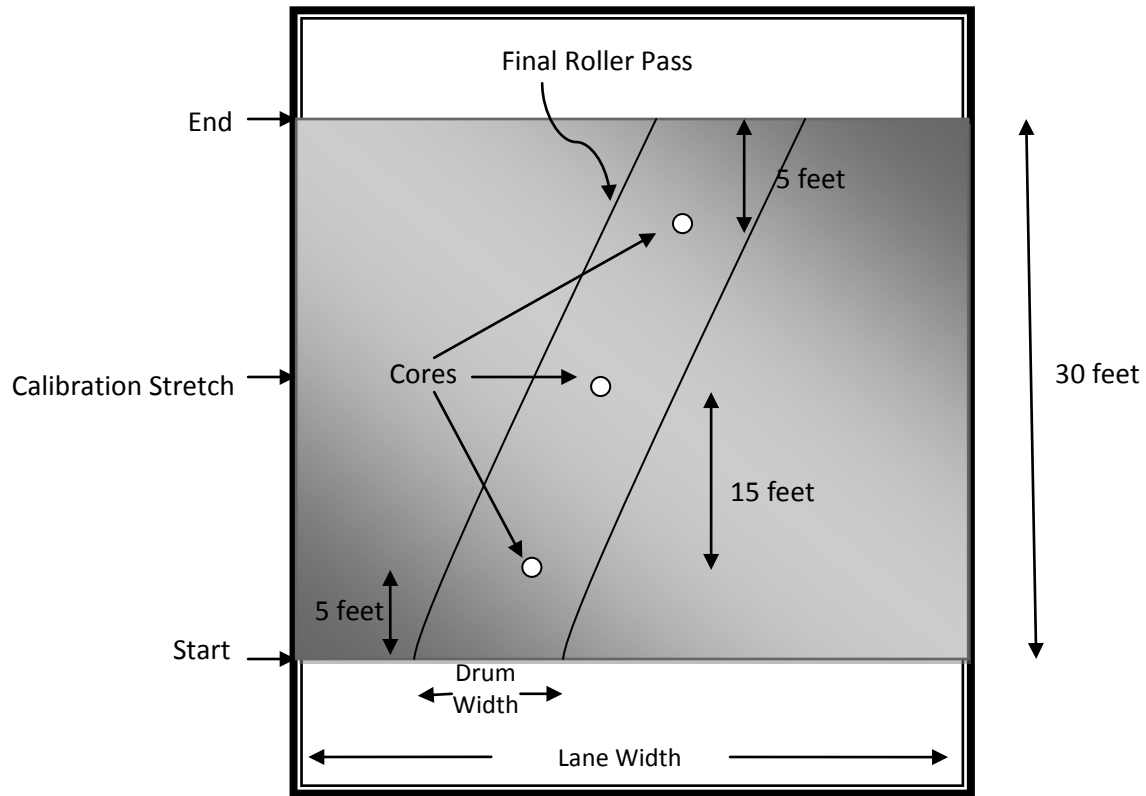 Final Roller Pass
End
5 feet
Calibration Stretch
Cores
30 feet
15 feet
5 feet
Start
Drum
Width
Lane Width